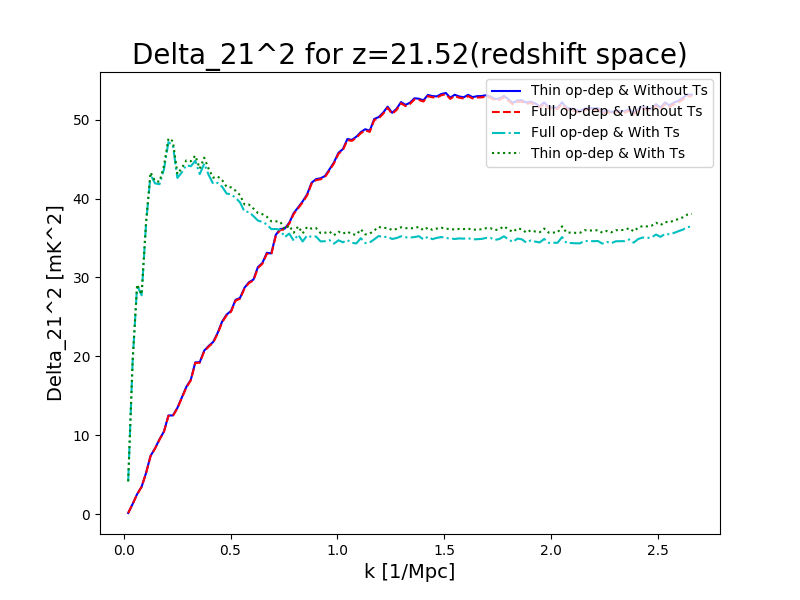 Delta_21^2 for z=21.52(redshift space)
Thin op-dep & Without Ts
Full op-dep & Without Ts
Full op-dep & With Ts
Thin op-dep & With Ts
Delta_21^2 [mK^2]
50
40
30
20
10
0
0.0 0.5 1.0 1.5 2.0 2.5
k [1/Mpc]